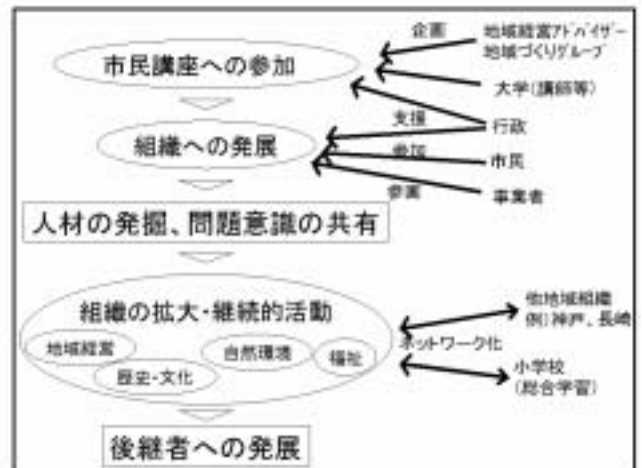 企画
地域経営アドバイザー
地域づくりグループ
市民講座への参加
大学(講師等)
支援
行政
組織への発展
参加
市民
参画
事業者
人材の発掘、問題意識の共有
組織の拡大・継続的活動
他地域組織
例)神戸、長崎
地域経営
自然環境
福祉
歴史・文化
ネットワーク化
小学校
(総合学習)
後継者への発展